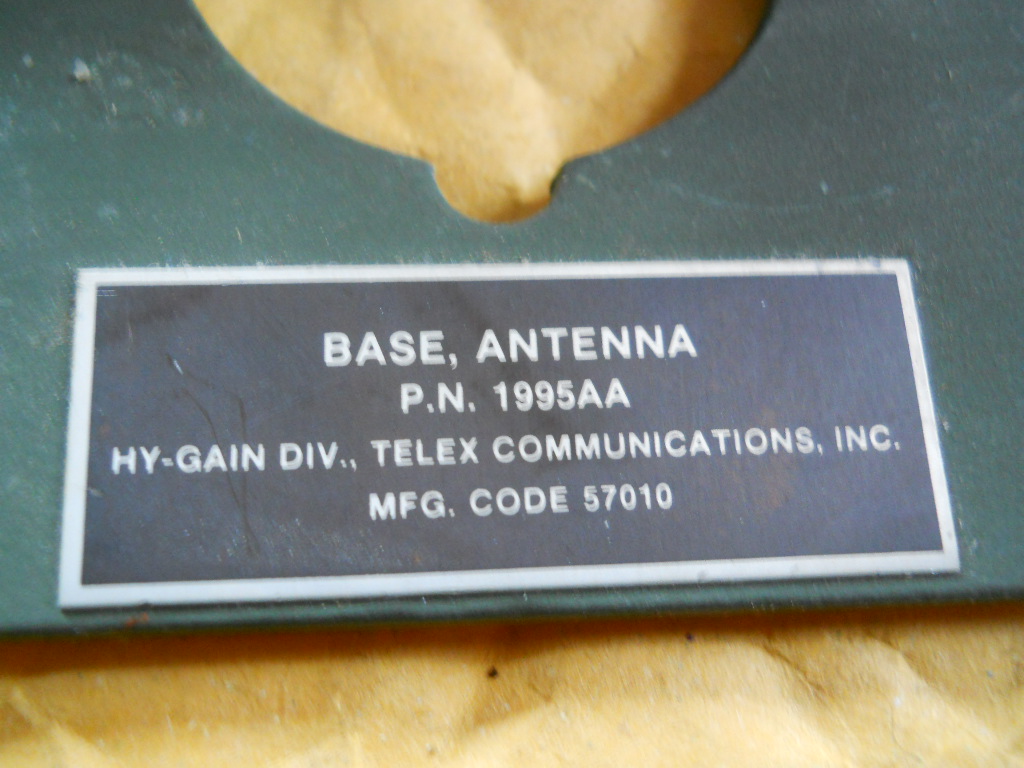 BASE, ANTENNA
P.N. 1995AA
HY-GAIN DIV., TELEX COMMUNICATIONS, INC.
MFG. CODE 57010